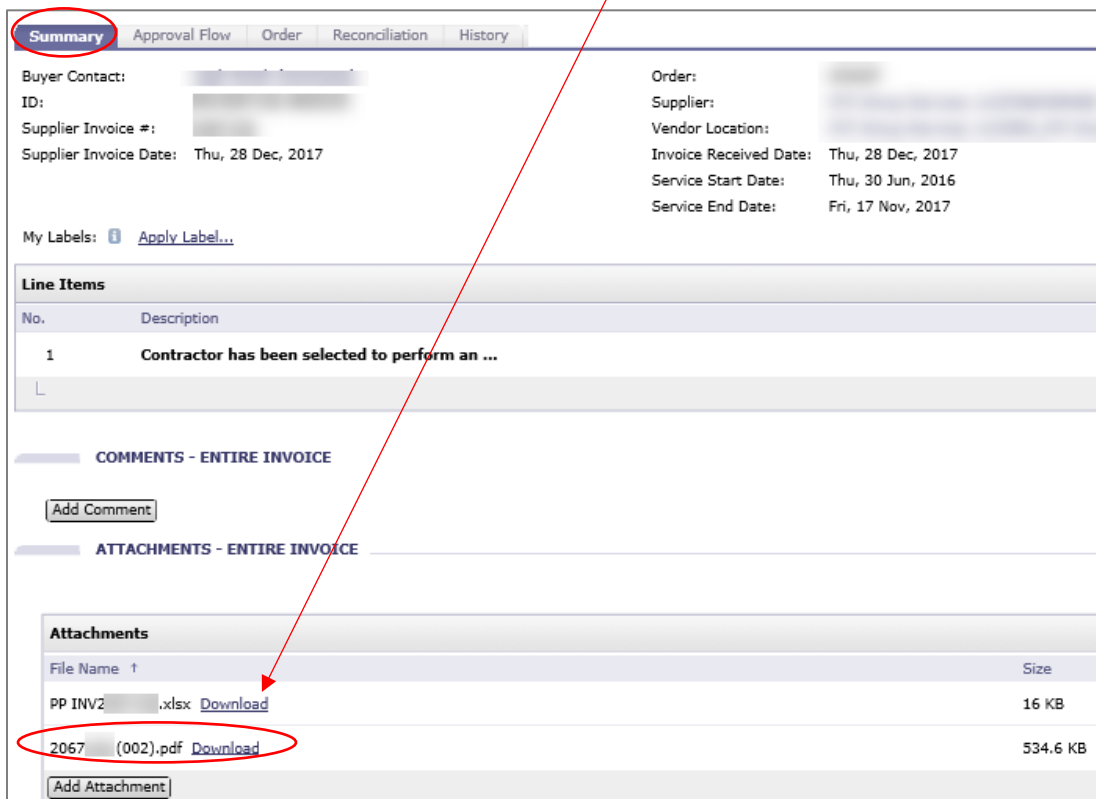 Summary Approval Flow Order Reconciliation History
Buyer Contact:
ID:
Supplier Invoice #:
Supplier Invoice Date: Thu, 28 Dec, 2017
Order:
Supplier:
Vendor Location:
Invoice Received Date: Thu, 28 Dec, 2017
Service Start Date: Thu, 30 Jun, 2016
Service End Date: Fri, 17 Nov, 2017
My Labels: Apply Label...
Line Items
No. Description
1 Contractor has been selected to perform an ...
COMMENTS - ENTIRE INVOICE
Add Comment
ATTACHMENTS - ENTIRE INVOICE
Attachments
File Name ↑ Size
PP INV2 .xlsx Download 16 KB
2067 (002).pdf Download 534.6 KB
Add Attachment